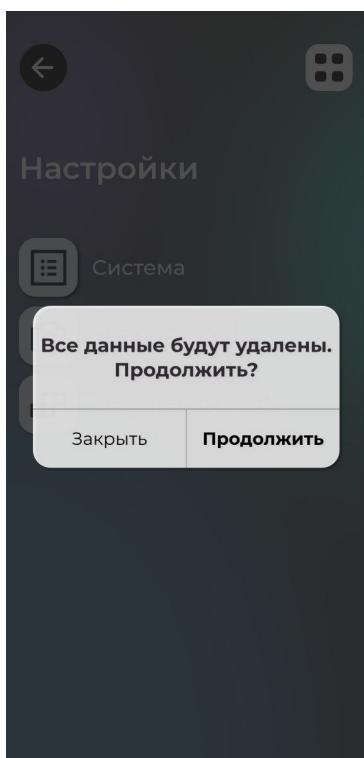 Настройки
Система
Все данные будут удалены.
Продолжить?
Закрыть
Продолжить